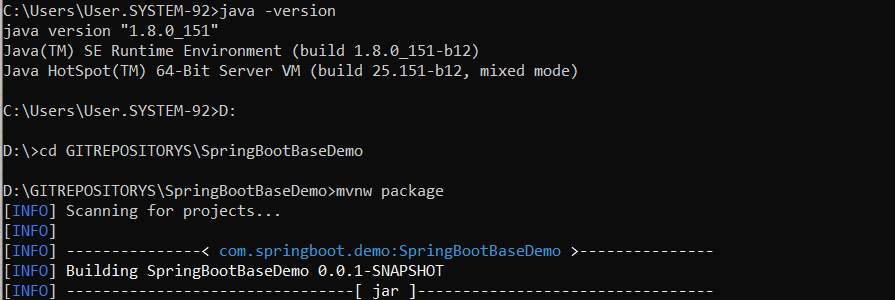 C:\Users\User.SYSTEM-92>java -version
java version "1.8.0_151"
Java(TM) SE Runtime Environment (build 1.8.0_151-b12)
Java HotSpot(TM) 64-Bit Server VM (build 25.151-b12, mixed mode)
C:\Users\User.SYSTEM-92>D:
D:\>cd GITREPOSITORYS\SpringBootBaseDemo
D:\GITREPOSITORYS\SpringBootBaseDemo>mvnw package
[INFO] Scanning for projects...
[INFO]
[INFO] ---------------< com.springboot.demo:SpringBootBaseDemo >---------------
[INFO] Building SpringBootBaseDemo 0.0.1-SNAPSHOT
[INFO] --------------------------------[ jar ]---------------------------------